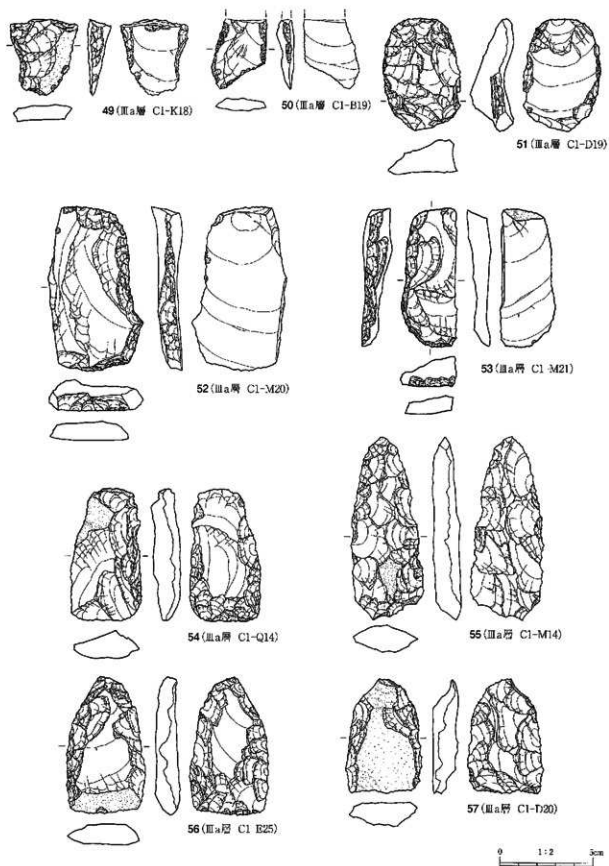 49 (Ⅲa層 C1-K18)
50 (Ⅲa層 C1-B19)
51 (Ⅲa層 C1-D19)
52 (Ⅲa層 C1-M20)
53 (Ⅲa層 C1-M21)
54 (Ⅲa層 C1-Q14)
55 (Ⅲa層 C1-M14)
56 (Ⅲa層 C1 E25)
57 (Ⅲa層 C1-D20)
0 1:2 5cm